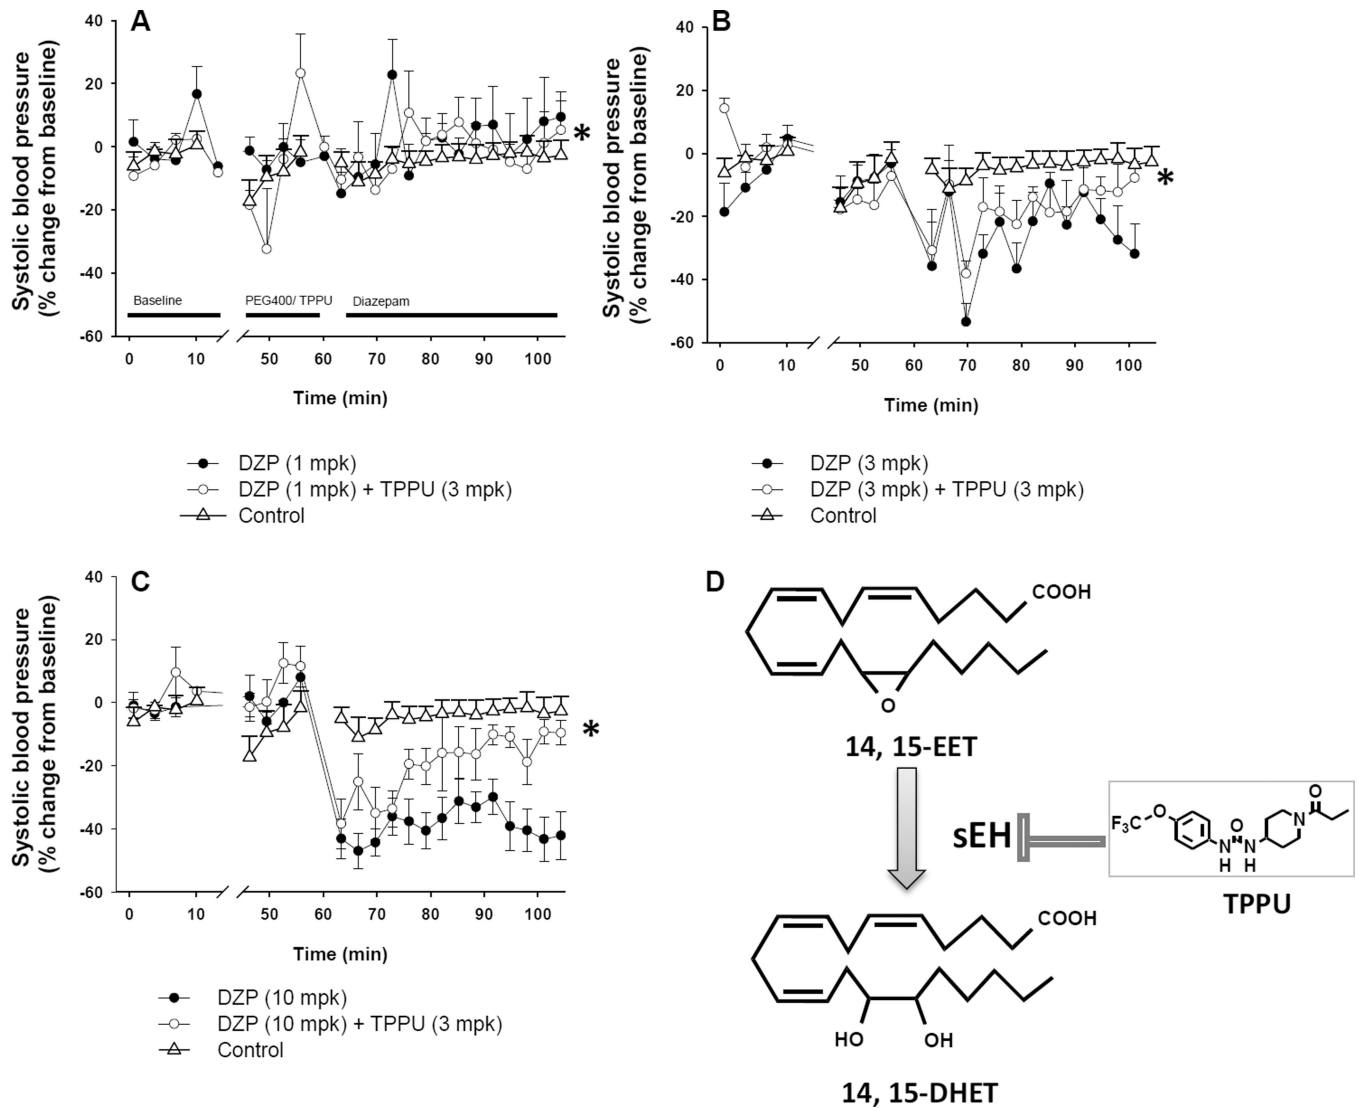 A
Systolic blood pressure
(% change from baseline)
40
20
0
-20
-40
-60
Baseline
PEG400/ TPPU
Diazepam
*
0 10 50 60 70 80 90 100
Time (min)
DZP (1 mpk)
DZP (1 mpk) + TPPU (3 mpk)
Control
B
Systolic blood pressure
(% change from baseline)
40
20
0
-20
-40
-60
*
0 10 50 60 70 80 90 100
Time (min)
DZP (3 mpk)
DZP (3 mpk) + TPPU (3 mpk)
Control
C
Systolic blood pressure
(% change from baseline)
40
20
0
-20
-40
-60
*
0 10 50 60 70 80 90 100
Time (min)
DZP (10 mpk)
DZP (10 mpk) + TPPU (3 mpk)
Control
D
COOH
O
14, 15-EET
sEH
F₃C O O N N N O
H H
TPPU
COOH
HO OH
14, 15-DHET